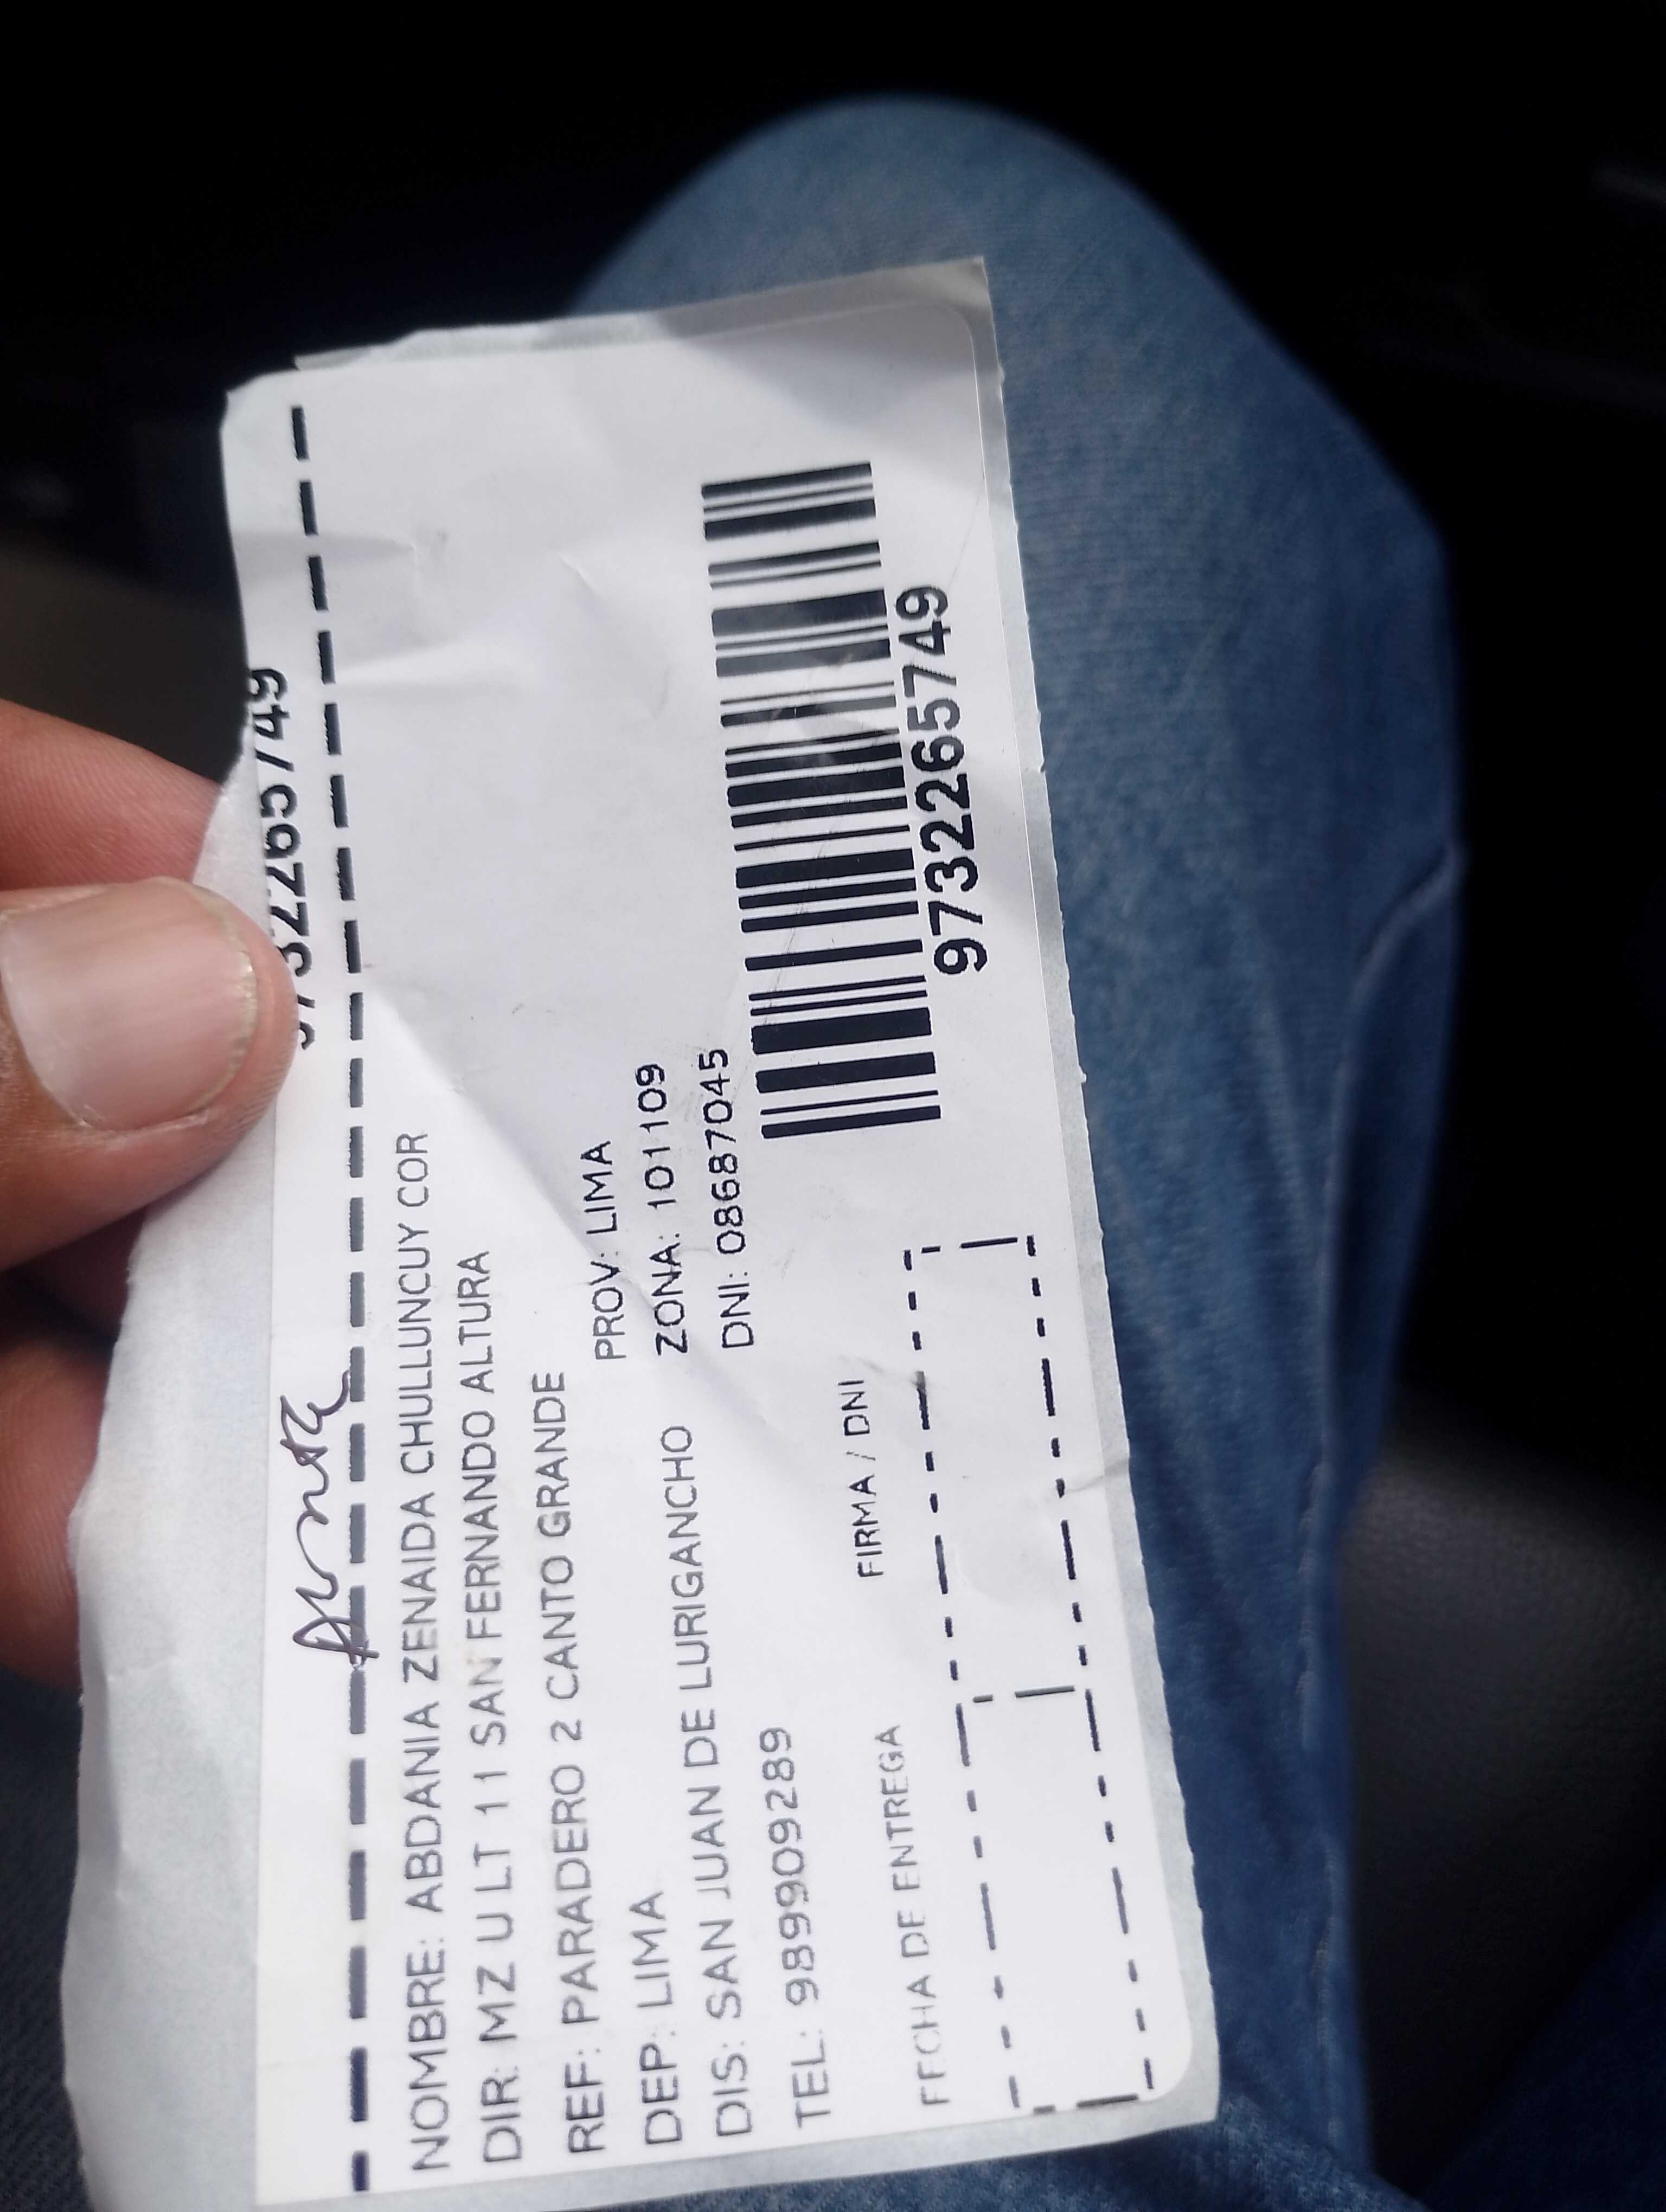 9732265749
NOMBRE: ABDANIA ZENAIDA CHULLUNCUY COR
DIR: MZ U LT 11 SAN FERNANDO ALTURA
REF: PARADERO 2 CANTO GRANDE
DEP: LIMA PROV: LIMA
DIS: SAN JUAN DE LURIGANCHO ZONA: 101109
TEL: 989909289 DNI: 08687045
FECHA DE ENTREGA FIRMA / DNI
9732265749